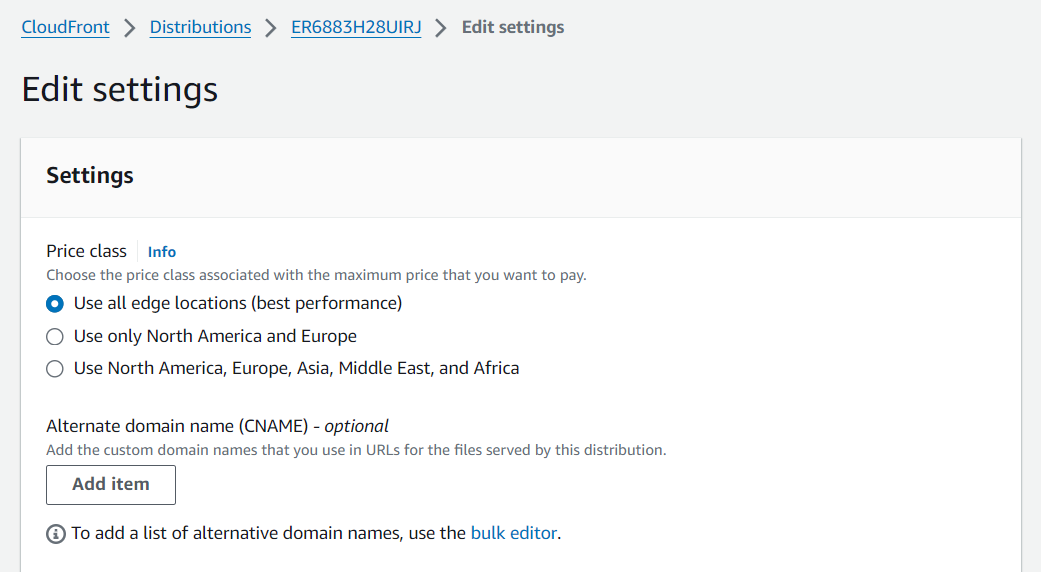 CloudFront > Distributions > ER6883H28UIRJ > Edit settings
Edit settings
Settings
Price class Info
Choose the price class associated with the maximum price that you want to pay.
Use all edge locations (best performance)
Use only North America and Europe
Use North America, Europe, Asia, Middle East, and Africa
Alternate domain name (CNAME) - optional
Add the custom domain names that you use in URLs for the files served by this distribution.
Add item
To add a list of alternative domain names, use the bulk editor.